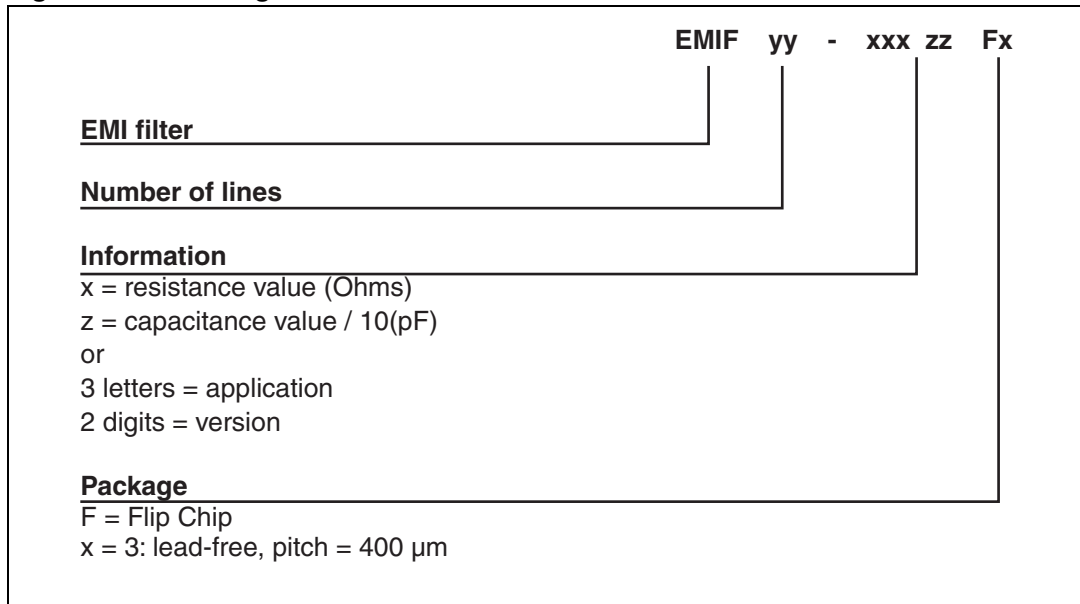 EMIF yy - xxx zz Fx
EMI filter
Number of lines
Information
x = resistance value (Ohms)
z = capacitance value / 10(pF)
or
3 letters = application
2 digits = version
Package
F = Flip Chip
x = 3: lead-free, pitch = 400 µm